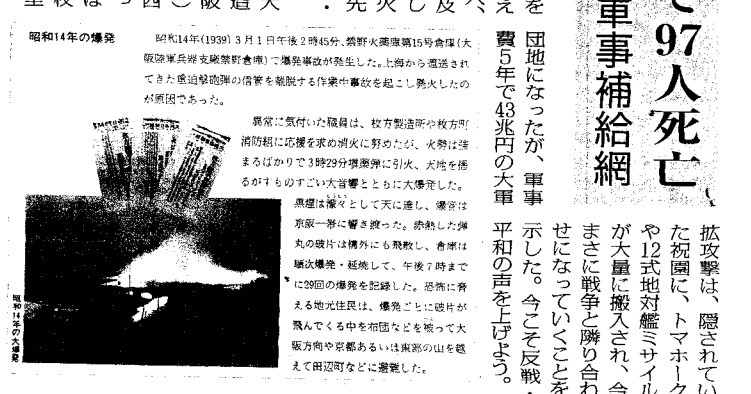 で97人死亡
軍事補給網
団地になったが、軍事
費5年で43兆円の大軍
拡攻撃は、隠されてい
た祝園に、トマホーク
や12式地対艦ミサイル
が大量に搬入され、今
まさに戦争と隣り合わ
せになっていくことを
示した。今こそ反戦・
平和の声を上げよう。
昭和14年の爆発
昭和14年(1939)3月1日午後2時45分、禁野火薬庫第15号倉庫(大
阪陸軍兵器支廠禁野倉庫)で爆発事故が発生した。上海から還送され
てきた重迫撃砲弾の信管を離脱する作業中事故を起こし発火したの
が原因であった。
異常に気付いた職員は、枚方製造所や枚方町
消防組に応援を求め消火に努めたが、火勢は強
まるばかりで3時29分填薬弾に引火、大地を揺
るがすものすごい大音響とともに大爆発した。
黒煙は濛々として天に達し、爆音は
京阪一帯に響き渡った。赤熱した弾
丸の破片は構外にも飛散し、倉庫は
順次爆発・延焼して、午後7時まで
に29回の爆発を記録した。恐怖に脅
える地元住民は、爆発ごとに破片が
飛んでくる中を布団などを被って大
阪方向や京都あるいは東部の山を越
えて田辺町などに避難した。
昭和14年の大爆発